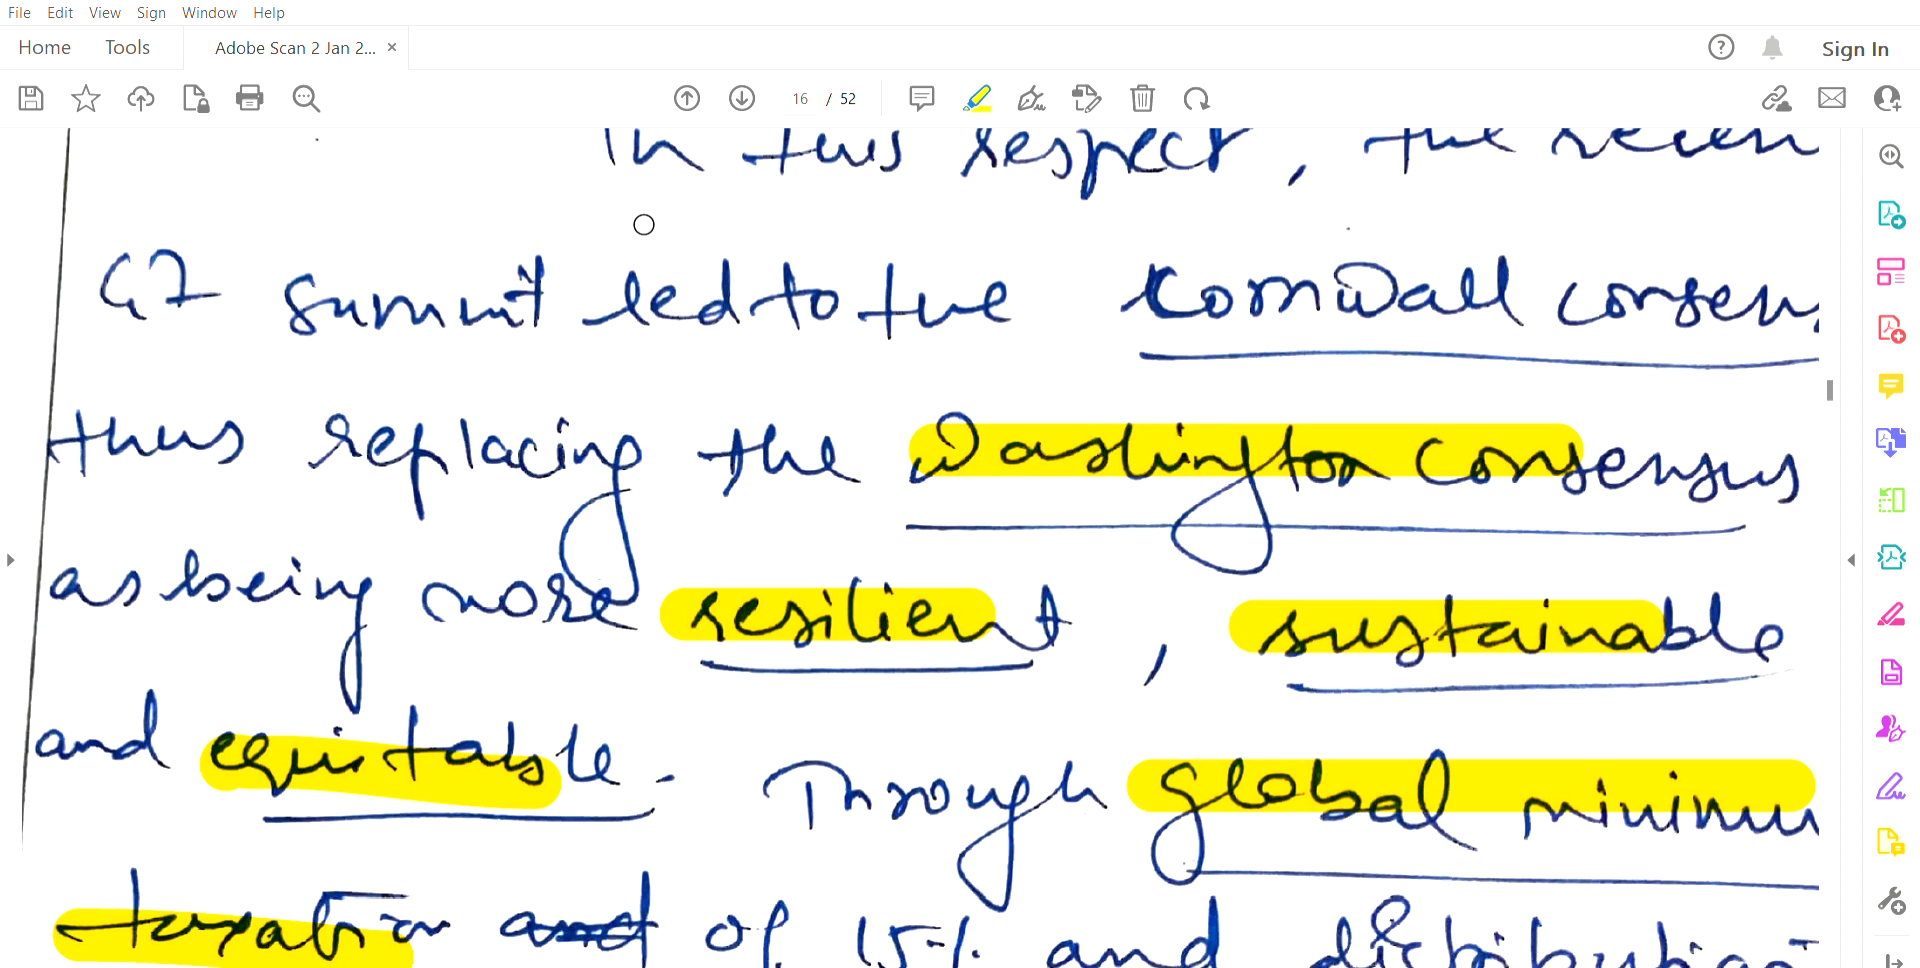 File Edit View Sign Window Help
Home Tools Adobe Scan 2 Jan 2... × Sign In
16 / 52
In this respect, the recen
G7 summit led to the Cornwall consen
thus replacing the Washington consensus
as being more resilient,  sustainable
and equitable. Through global minimu
taxation and of 15% and distribution